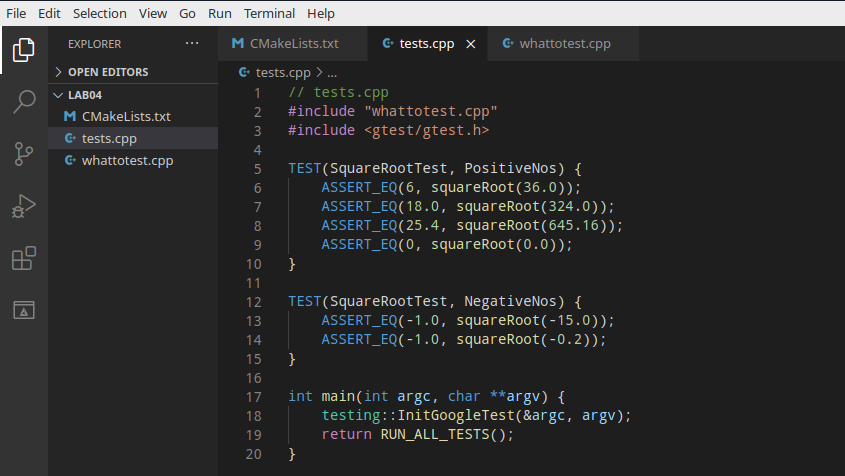 File Edit Selection View Go Run Terminal Help
EXPLORER ···
CMakeLists.txt tests.cpp × whattotest.cpp
OPEN EDITORS
LAB04
CMakeLists.txt
tests.cpp
whattotest.cpp
tests.cpp > ...
1 // tests.cpp
2 #include "whattotest.cpp"
3 #include <gtest/gtest.h>
4
5 TEST(SquareRootTest, PositiveNos) {
6     ASSERT_EQ(6, squareRoot(36.0));
7     ASSERT_EQ(18.0, squareRoot(324.0));
8     ASSERT_EQ(25.4, squareRoot(645.16));
9     ASSERT_EQ(0, squareRoot(0.0));
10 }
11
12 TEST(SquareRootTest, NegativeNos) {
13     ASSERT_EQ(-1.0, squareRoot(-15.0));
14     ASSERT_EQ(-1.0, squareRoot(-0.2));
15 }
16
17 int main(int argc, char **argv) {
18     testing::InitGoogleTest(&argc, argv);
19     return RUN_ALL_TESTS();
20 }